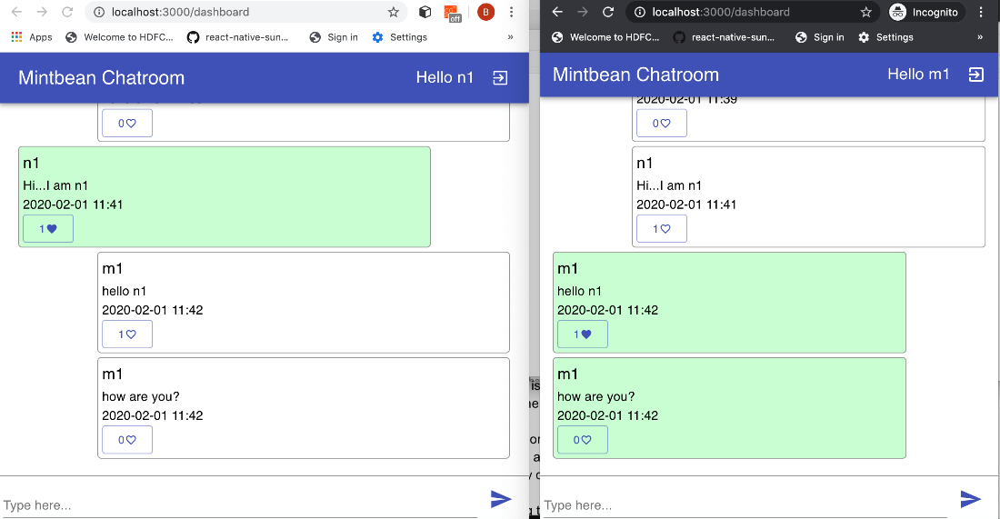 localhost:3000/dashboard
off
B
Apps
Welcome to HDFC...
react-native-sun...
Sign in
Settings
»
Mintbean Chatroom
Hello n1
0
n1
Hi...I am n1
2020-02-01 11:41
1
m1
hello n1
2020-02-01 11:42
1
m1
how are you?
2020-02-01 11:42
0
Type here...
localhost:3000/dashboard
Incognito
Welcome to HDFC...
react-native-sun...
Sign in
Settings
»
Mintbean Chatroom
Hello m1
11:39
0
n1
Hi...I am n1
2020-02-01 11:41
1
m1
hello n1
2020-02-01 11:42
1
m1
how are you?
2020-02-01 11:42
0
Type here...